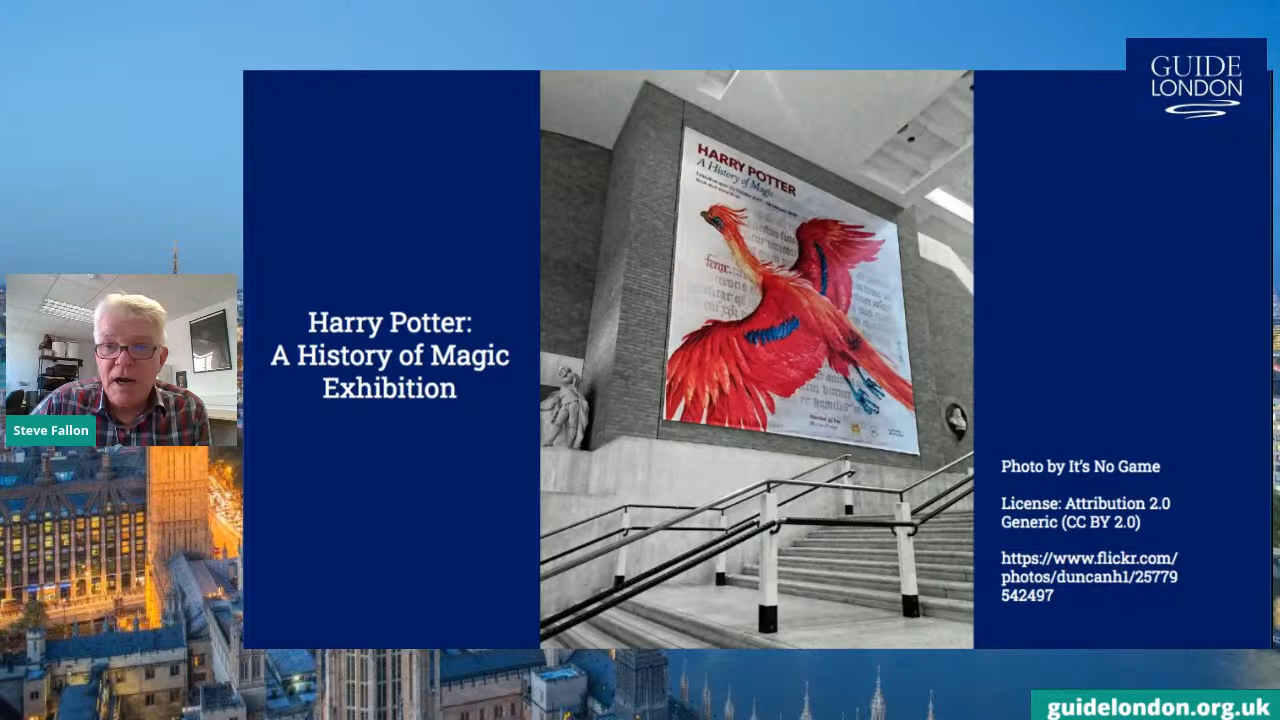 GUIDE
LONDON
Harry Potter:
A History of Magic
Exhibition
HARRY POTTER
A History of Magic
Steve Fallon
Photo by It's No Game
License: Attribution 2.0
Generic (CC BY 2.0)
https://www.flickr.com/
photos/duncanh1/25779
542497
guidelondon.org.uk